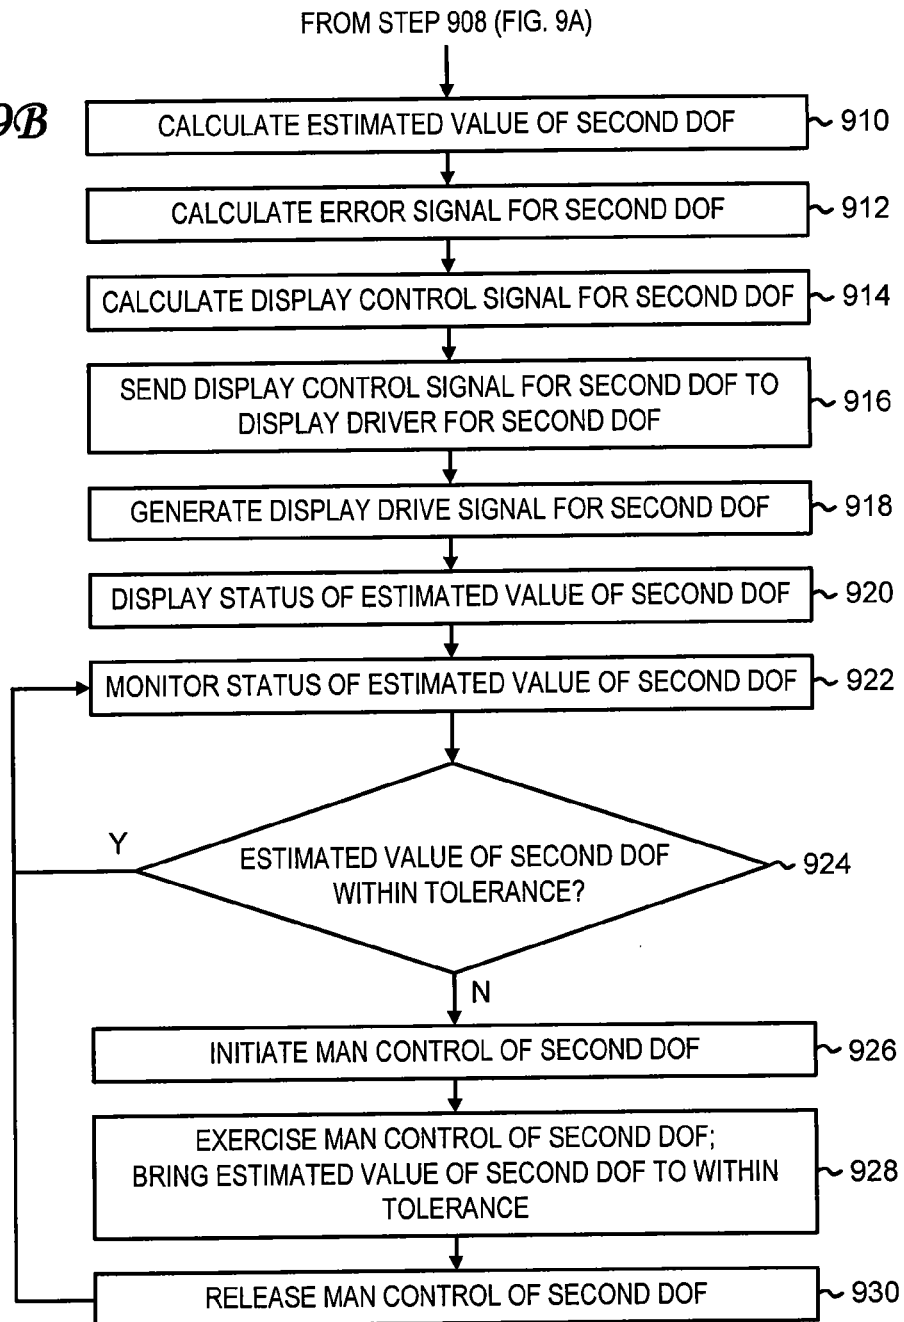 FROM STEP 908 (FIG. 9A)
9B
CALCULATE ESTIMATED VALUE OF SECOND DOF
910
CALCULATE ERROR SIGNAL FOR SECOND DOF
912
CALCULATE DISPLAY CONTROL SIGNAL FOR SECOND DOF
914
SEND DISPLAY CONTROL SIGNAL FOR SECOND DOF TO
DISPLAY DRIVER FOR SECOND DOF
916
GENERATE DISPLAY DRIVE SIGNAL FOR SECOND DOF
918
DISPLAY STATUS OF ESTIMATED VALUE OF SECOND DOF
920
MONITOR STATUS OF ESTIMATED VALUE OF SECOND DOF
922
Y
ESTIMATED VALUE OF SECOND DOF
WITHIN TOLERANCE?
924
N
INITIATE MAN CONTROL OF SECOND DOF
926
EXERCISE MAN CONTROL OF SECOND DOF;
BRING ESTIMATED VALUE OF SECOND DOF TO WITHIN
TOLERANCE
928
RELEASE MAN CONTROL OF SECOND DOF
930